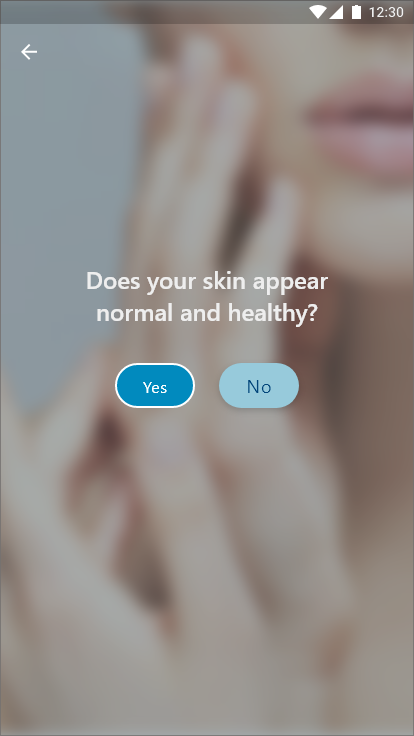 12:30
Does your skin appear
normal and healthy?
Yes No